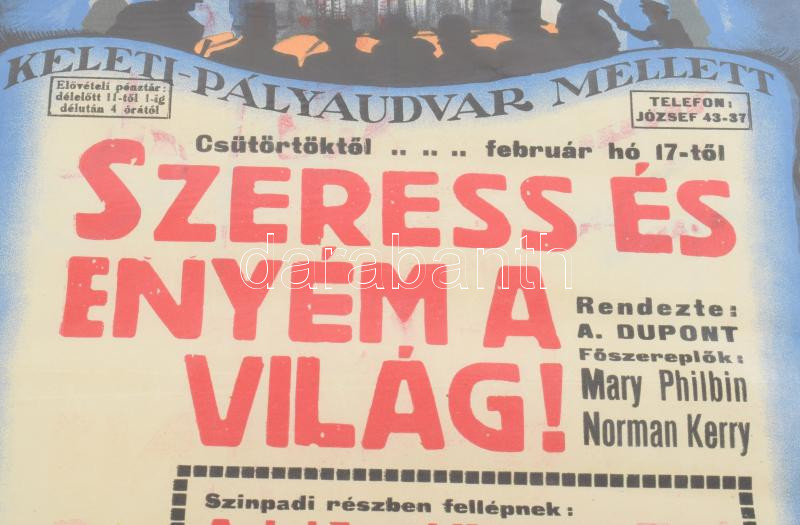 KELETI-PÁLYAUDVAR MELLETT
Elővételi pénztár:
délelőtt 11-től 1-ig
délután 4 órától
TELEFON:
JÓZSEF 43-37
Csütörtöktől .. .. .. február hó 17-től
SZERESS ÉS
ENYÉM A
VILÁG!
Rendezte:
A. DUPONT
Főszereplők:
Mary Philbin
Norman Kerry
darabanth
Szinpadi részben fellépnek: